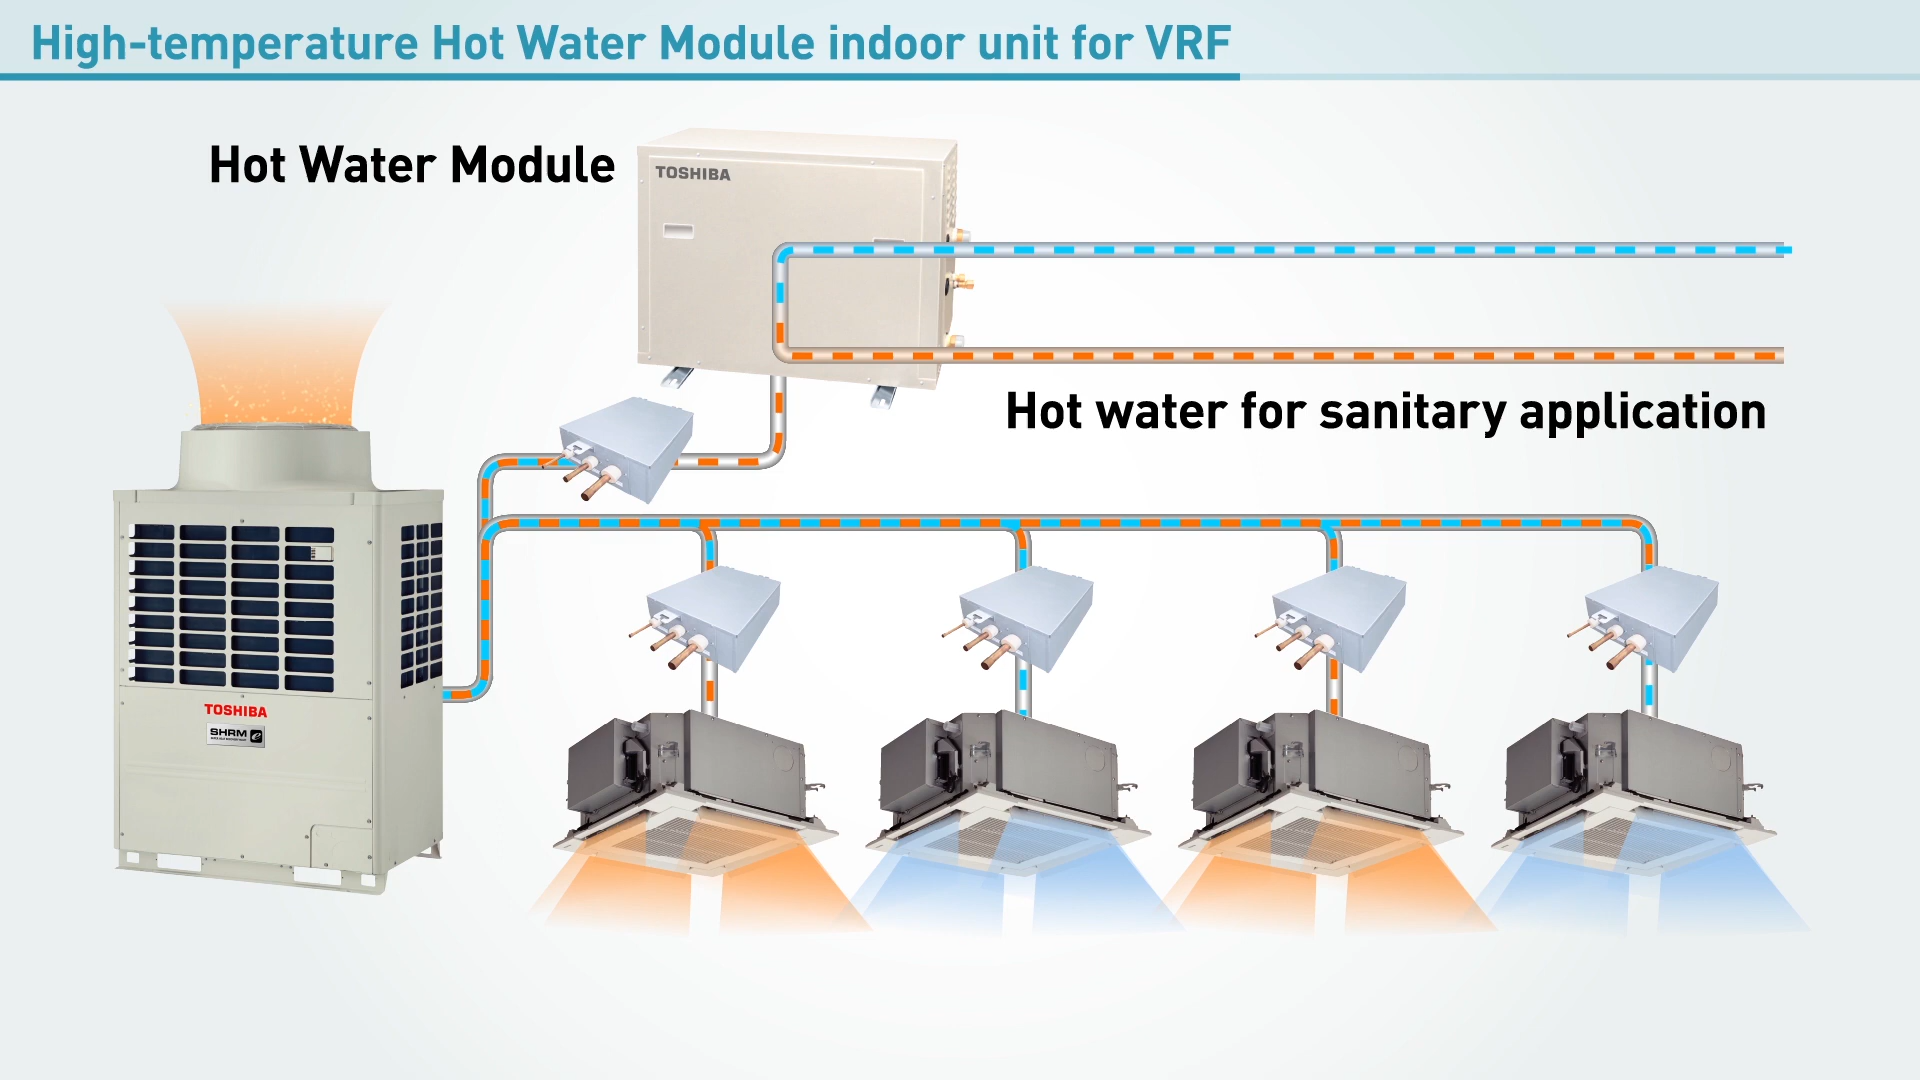 High-temperature Hot Water Module indoor unit for VRF
Hot Water Module
TOSHIBA
Hot water for sanitary application
TOSHIBA
SHRM e